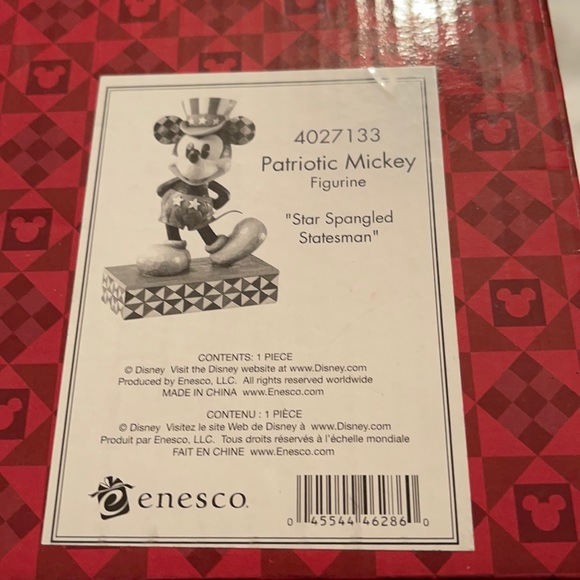 4027133
Patriotic Mickey
Figurine
"Star Spangled
Statesman"
CONTENTS: 1 PIECE
© Disney Visit the Disney website at www.Disney.com
Produced by Enesco, LLC. All rights reserved worldwide
MADE IN CHINA www.Enesco.com
CONTENU : 1 PIÈCE
© Disney Visitez le site Web de Disney à www.Disney.com
Produit par Enesco, LLC. Tous droits réservés à l'échelle mondiale
FAIT EN CHINE www.Enesco.com
enesco.
0 45544 46286 0